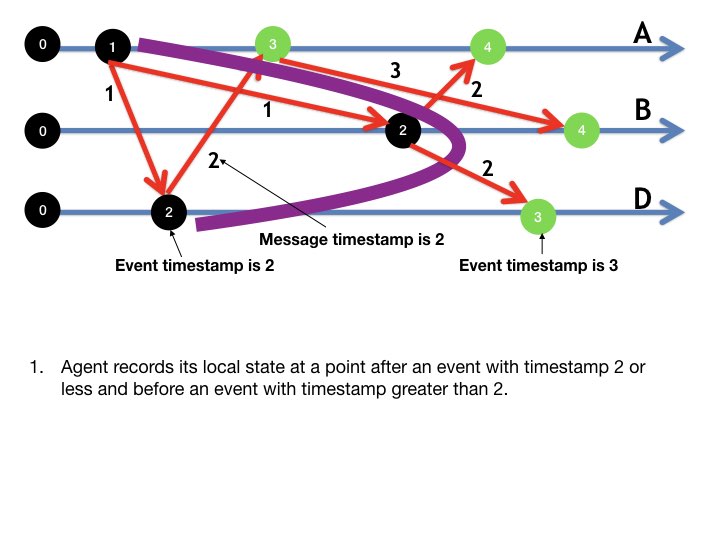 0 1 3 4 A
3
1 2
1 B
0 2 4
2 2
D
0 2 3
Message timestamp is 2
Event timestamp is 2 Event timestamp is 3
1. Agent records its local state at a point after an event with timestamp 2 or
less and before an event with timestamp greater than 2.